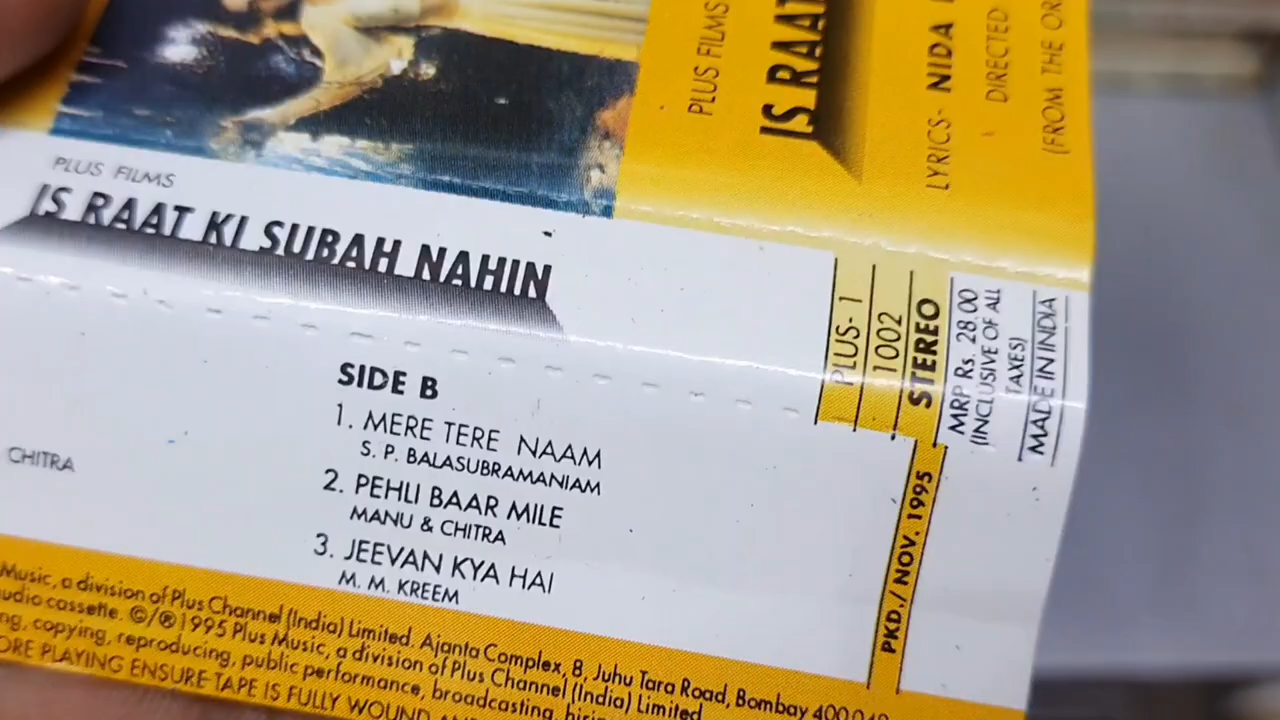 PLUS FILMS
IS RAAT
LYRICS- NIDA
DIRECTED
(FROM THE
PLUS FILMS
IS RAAT KI SUBAH NAHIN
PLUS- 1
1002
STEREO
MRP Rs. 28.00
(INCLUSIVE OF ALL
TAXES)
MADE IN INDIA
PKD./ NOV. 1995
CHITRA
SIDE B
1. MERE TERE NAAM
S. P. BALASUBRAMANIAM
2. PEHLI BAAR MILE
MANU & CHITRA
3. JEEVAN KYA HAI
M. M. KREEM
Music, a division of Plus Channel (India) Limited. Ajanta Complex, 8, Juhu Tara Road, Bombay
cassette. ©/℗1995 Plus Music, a division of Plus Channel (India) Limited
copying, reproducing, public performance, broadcasting,
PLAYING ENSURE TAPE IS FULLY WOUND